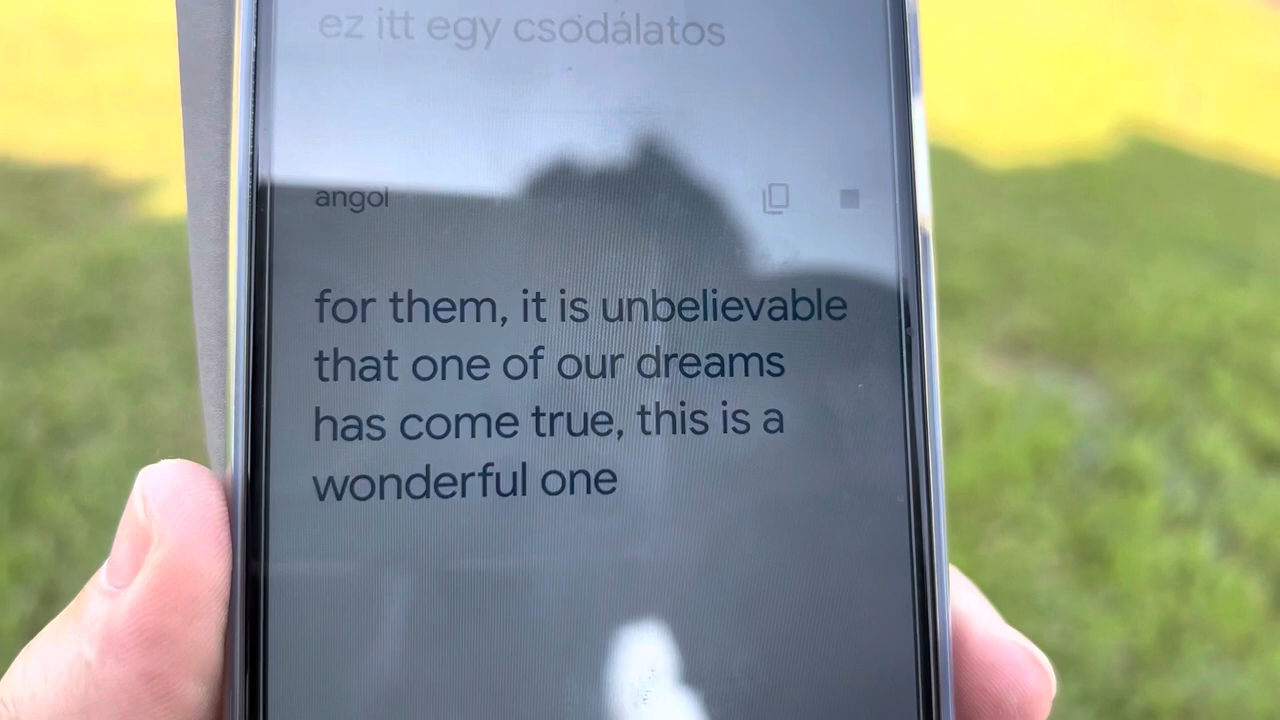 ez itt egy csodálatos
angol
for them, it is unbelievable
that one of our dreams
has come true, this is a
wonderful one